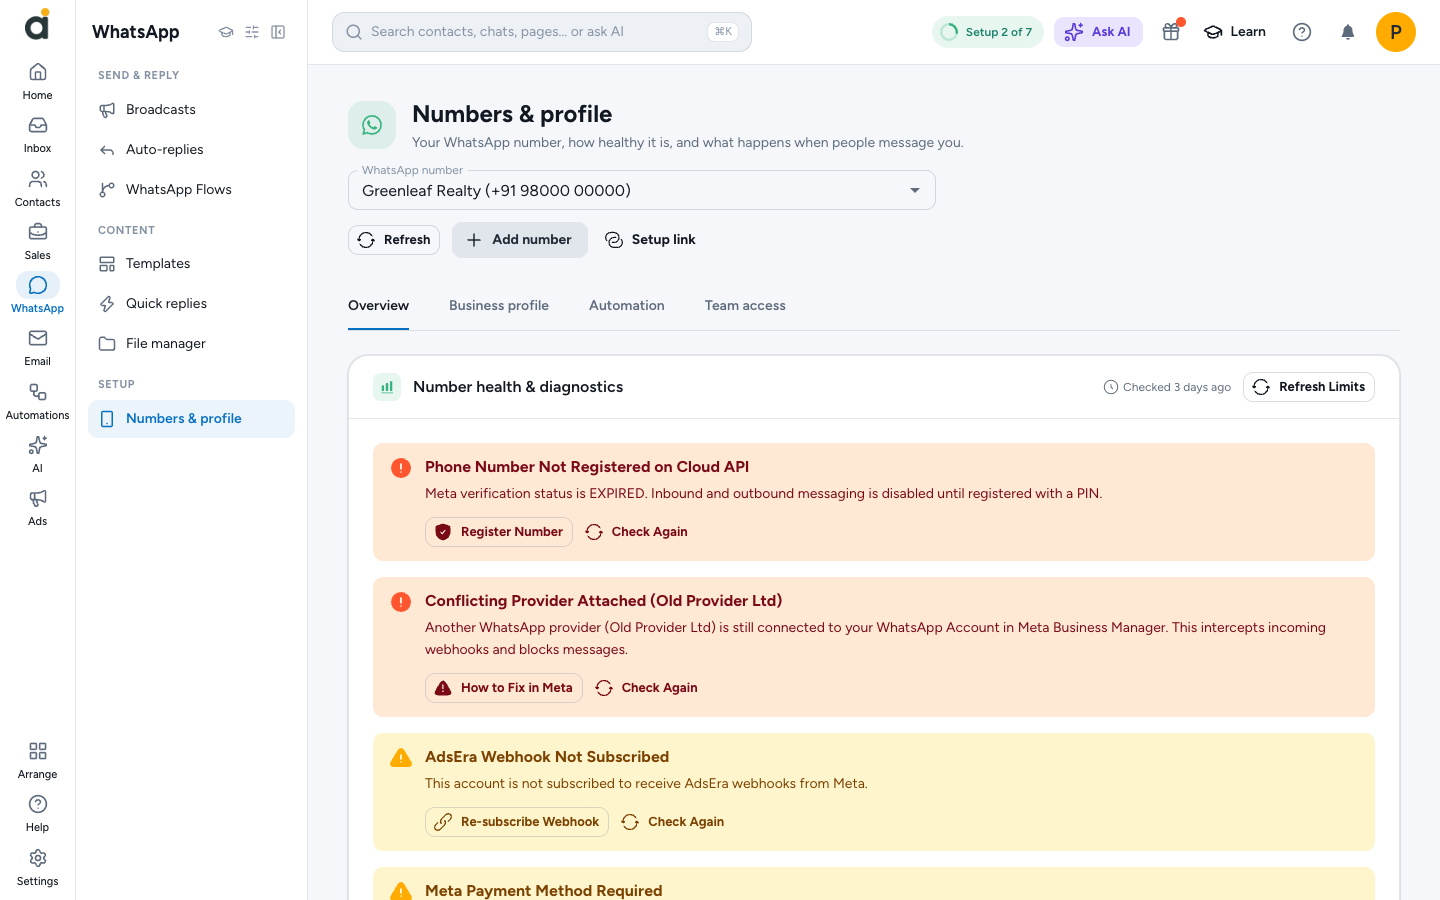 WhatsApp
Search contacts, chats, pages... or ask AI
⌘K
Setup 2 of 7
Ask AI
Learn
P
Home
Inbox
Contacts
Sales
WhatsApp
Email
Automations
AI
Ads
Arrange
Help
Settings
SEND & REPLY
Broadcasts
Auto-replies
WhatsApp Flows
CONTENT
Templates
Quick replies
File manager
SETUP
Numbers & profile
Numbers & profile
Your WhatsApp number, how healthy it is, and what happens when people message you.
WhatsApp number
Greenleaf Realty (+91 98000 00000)
Refresh
Add number
Setup link
Overview
Business profile
Automation
Team access
Number health & diagnostics
Checked 3 days ago
Refresh Limits
Phone Number Not Registered on Cloud API
Meta verification status is EXPIRED. Inbound and outbound messaging is disabled until registered with a PIN.
Register Number
Check Again
Conflicting Provider Attached (Old Provider Ltd)
Another WhatsApp provider (Old Provider Ltd) is still connected to your WhatsApp Account in Meta Business Manager. This intercepts incoming
webhooks and blocks messages.
How to Fix in Meta
Check Again
AdsEra Webhook Not Subscribed
This account is not subscribed to receive AdsEra webhooks from Meta.
Re-subscribe Webhook
Check Again
Meta Payment Method Required